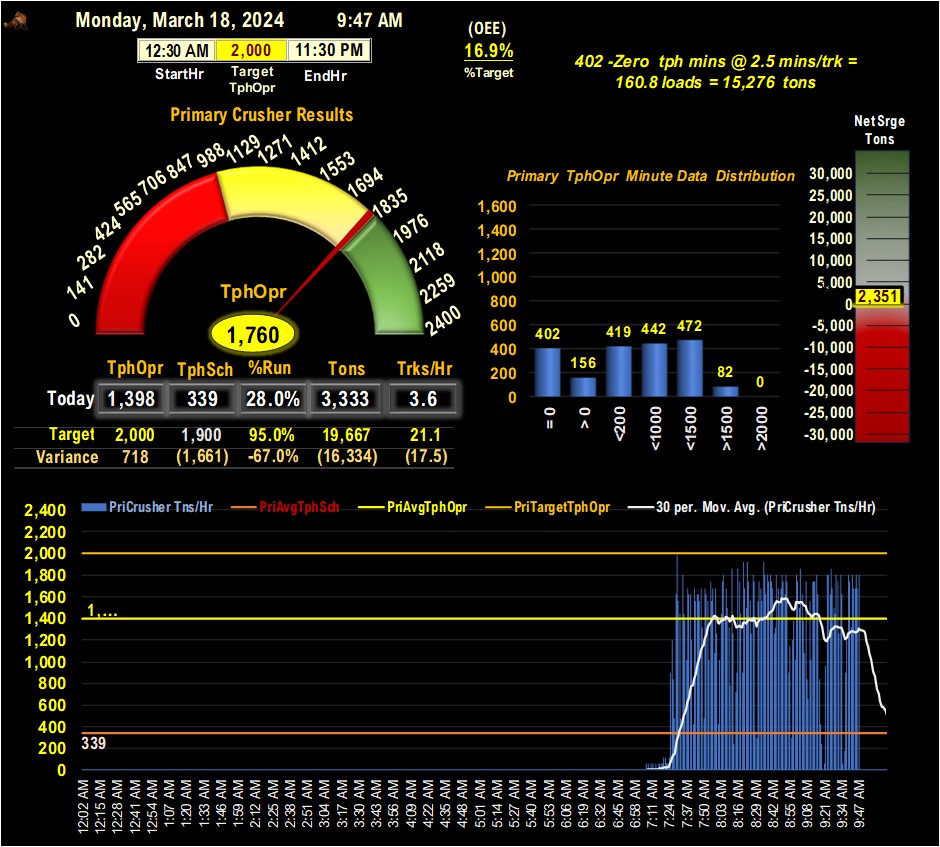 Monday, March 18, 2024 9:47 AM
12:30 AM 2,000 11:30 PM
StartHr Target TphOpr EndHr
(OEE)
16.9%
%Target
402 -Zero tph mins @ 2.5 mins/trk =
160.8 loads = 15,276 tons
Primary Crusher Results
0 141 282 424 565 706 847 988 1129 1271 1412 1553 1694 1835 1976 2118 2259 2400
TphOpr
1,760
TphOpr TphSch %Run Tons Trks/Hr
Today 1,398 339 28.0% 3,333 3.6
Target 2,000 1,900 95.0% 19,667 21.1
Variance 718 (1,661) -67.0% (16,334) (17.5)
Primary TphOpr Minute Data Distribution
1,600
1,400
1,200
1,000
800
600
400
200
0
402 156 419 442 472 82 0
= 0 > 0 <200 <1000 <1500 >1500 >2000
NetSrge
Tons
30,000
25,000
20,000
15,000
10,000
5,000
2,351
0
-5,000
-10,000
-15,000
-20,000
-25,000
-30,000
PriCrusher Tns/Hr PriAvgTphSch PriAvgTphOpr PriTargetTphOpr 30 per. Mov. Avg. (PriCrusher Tns/Hr)
2,400
2,200
2,000
1,800
1,600
1,...
1,400
1,200
1,000
800
600
400
339
200
0
12:02 AM 12:15 AM 12:28 AM 12:41 AM 12:54 AM 1:07 AM 1:20 AM 1:33 AM 1:46 AM 1:59 AM 2:12 AM 2:25 AM 2:38 AM 2:51 AM 3:04 AM 3:17 AM 3:30 AM 3:43 AM 3:56 AM 4:09 AM 4:22 AM 4:35 AM 4:48 AM 5:01 AM 5:14 AM 5:27 AM 5:40 AM 5:53 AM 6:06 AM 6:19 AM 6:32 AM 6:45 AM 6:58 AM 7:11 AM 7:24 AM 7:37 AM 7:50 AM 8:03 AM 8:16 AM 8:29 AM 8:42 AM 8:55 AM 9:08 AM 9:21 AM 9:34 AM 9:47 AM